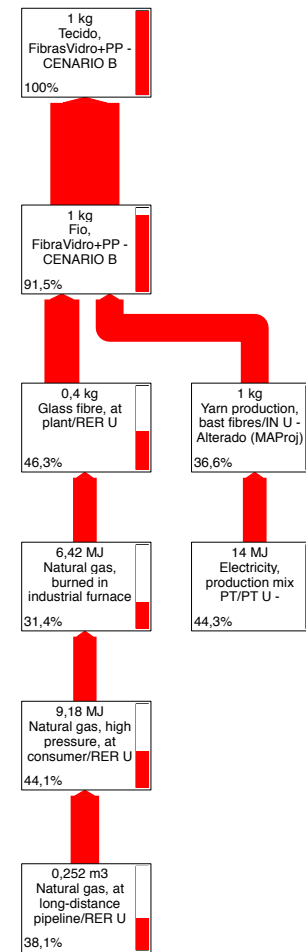 1 kg
Tecido,
FibrasVidro+PP -
CENARIO B
100%
1 kg
Fio,
FibraVidro+PP -
CENARIO B
91,5%
0,4 kg
Glass fibre, at
plant/RER U
46,3%
1 kg
Yarn production,
bast fibres/IN U -
Alterado (MAProj)
36,6%
6,42 MJ
Natural gas,
burned in
industrial furnace
31,4%
14 MJ
Electricity,
production mix
PT/PT U -
44,3%
9,18 MJ
Natural gas, high
pressure, at
consumer/RER U
44,1%
0,252 m3
Natural gas, at
long-distance
pipeline/RER U
38,1%